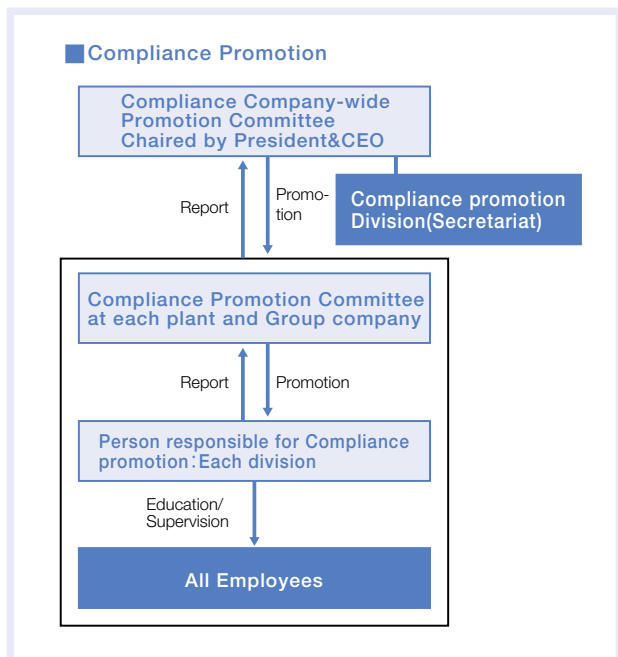 Compliance Promotion
Compliance Company-wide
Promotion Committee
Chaired by President&CEO
Report
Promo-
tion
Compliance promotion
Division(Secretariat)
Compliance Promotion Committee
at each plant and Group company
Report
Promotion
Person responsible for Compliance
promotion:Each division
Education/
Supervision
All Employees